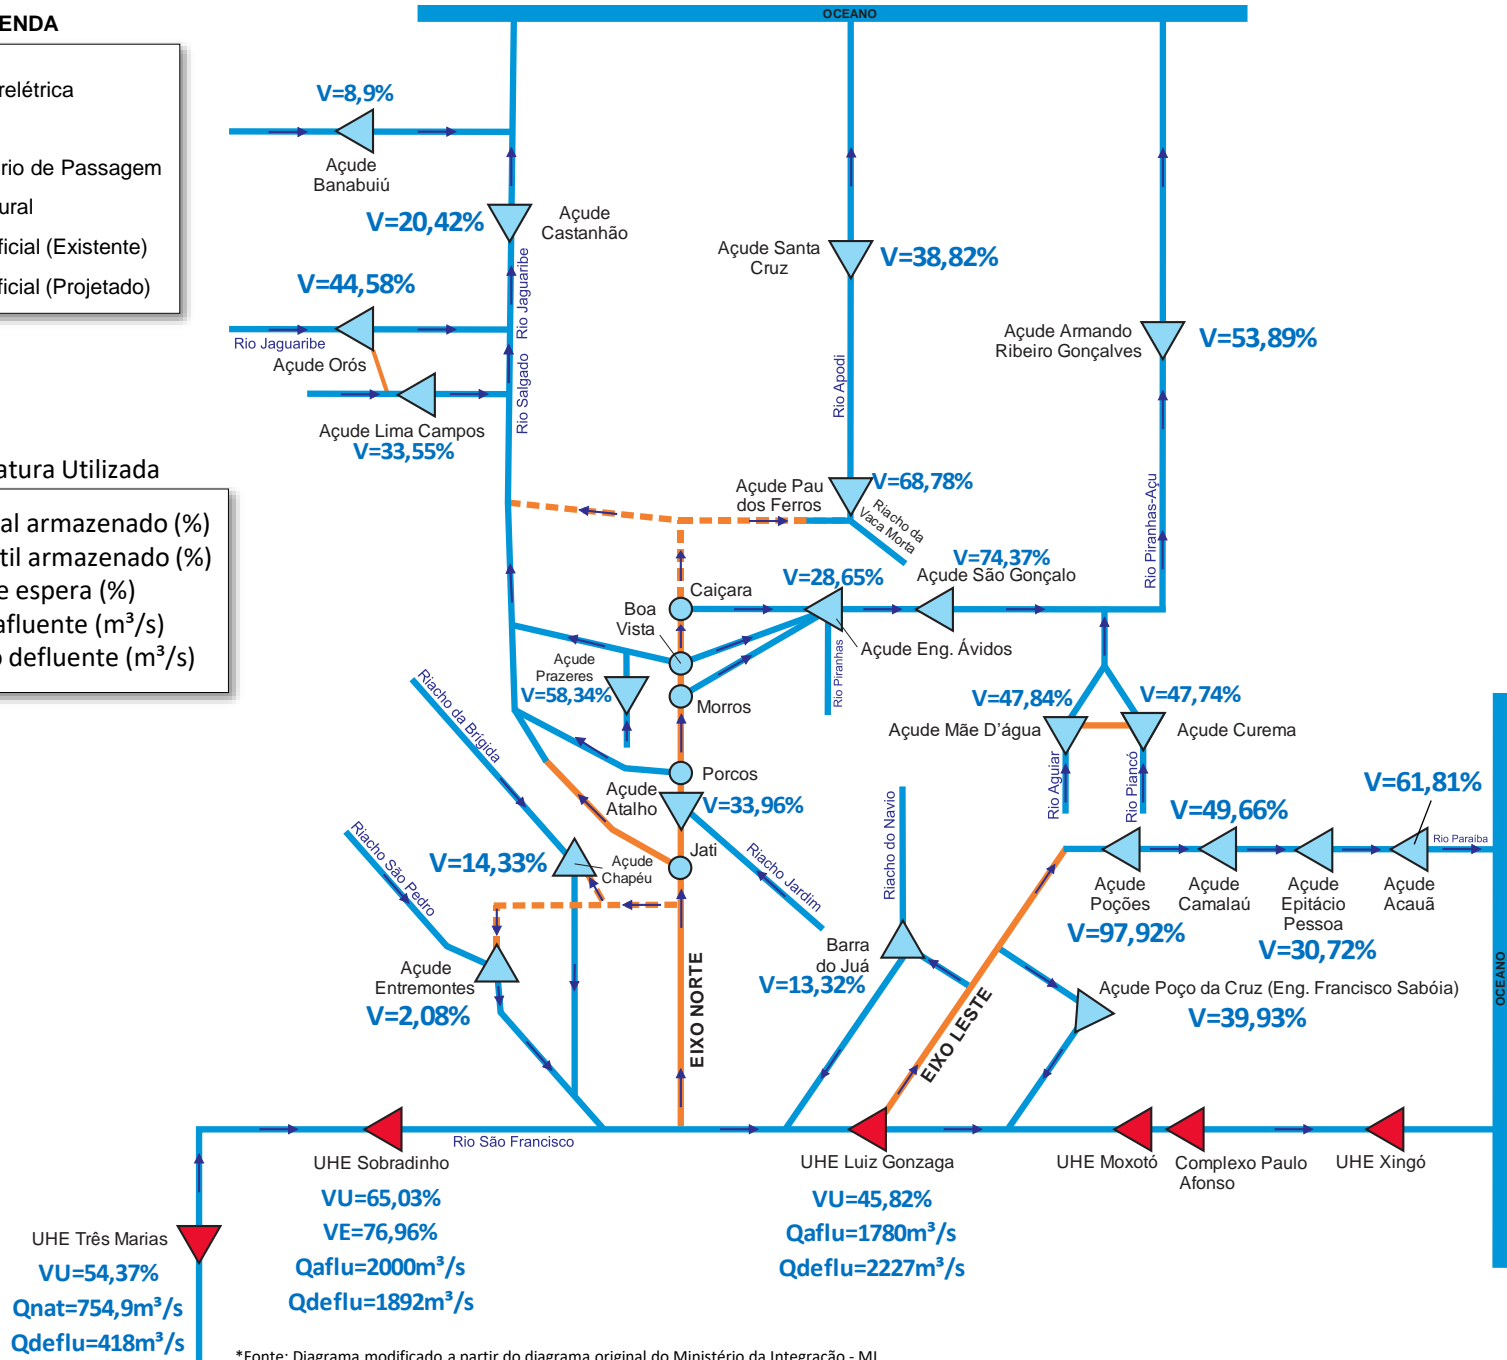 OCEANO
ENDA
relétrica
rio de Passagem
ural
ficial (Existente)
ficial (Projetado)
V=8,9%
Açude
Banabuiú
V=20,42%
Açude
Castanhão
V=44,58%
Rio Jaguaribe
Açude Orós
Rio Jaguaribe
Rio Salgado
Açude Lima Campos
V=33,55%
Açude Santa
Cruz
V=38,82%
Rio Apodi
Açude Armando
Ribeiro Gonçalves
V=53,89%
Rio Piranhas-Açu
atura Utilizada
al armazenado (%)
til armazenado (%)
e espera (%)
afluente (m³/s)
o defluente (m³/s)
Açude Pau
dos Ferros
V=68,78%
Riacho da
Vaca Morta
V=74,37%
Açude São Gonçalo
V=28,65%
Caiçara
Boa
Vista
Açude Eng. Ávidos
Rio Piranhas
Açude
Prazeres
V=58,34%
Morros
Riacho da Brígida
V=47,84%
V=47,74%
Açude Mãe D'água
Açude Curema
Rio Aguiar
Rio Piancó
Porcos
Açude
Atalho
V=33,96%
Riacho do Navio
V=61,81%
V=49,66%
Rio Paraíba
Riacho São Pedro
V=14,33%
Açude
Chapéu
Jati
Riacho Jardim
Açude
Poções
V=97,92%
Açude
Camalaú
Açude
Epitácio
Pessoa
V=30,72%
Açude
Acauã
Barra
do Juá
V=13,32%
Açude
Entremontes
V=2,08%
EIXO NORTE
EIXO LESTE
Açude Poço da Cruz (Eng. Francisco Sabóia)
V=39,93%
OCEANO
Rio São Francisco
UHE Sobradinho
VU=65,03%
VE=76,96%
Qaflu=2000m³/s
Qdeflu=1892m³/s
UHE Luiz Gonzaga
VU=45,82%
Qaflu=1780m³/s
Qdeflu=2227m³/s
UHE Moxotó
Complexo Paulo
Afonso
UHE Xingó
UHE Três Marias
VU=54,37%
Qnat=754,9m³/s
Qdeflu=418m³/s
*Fonte: Diagrama modificado a partir do diagrama original do Ministério da Integração - MI